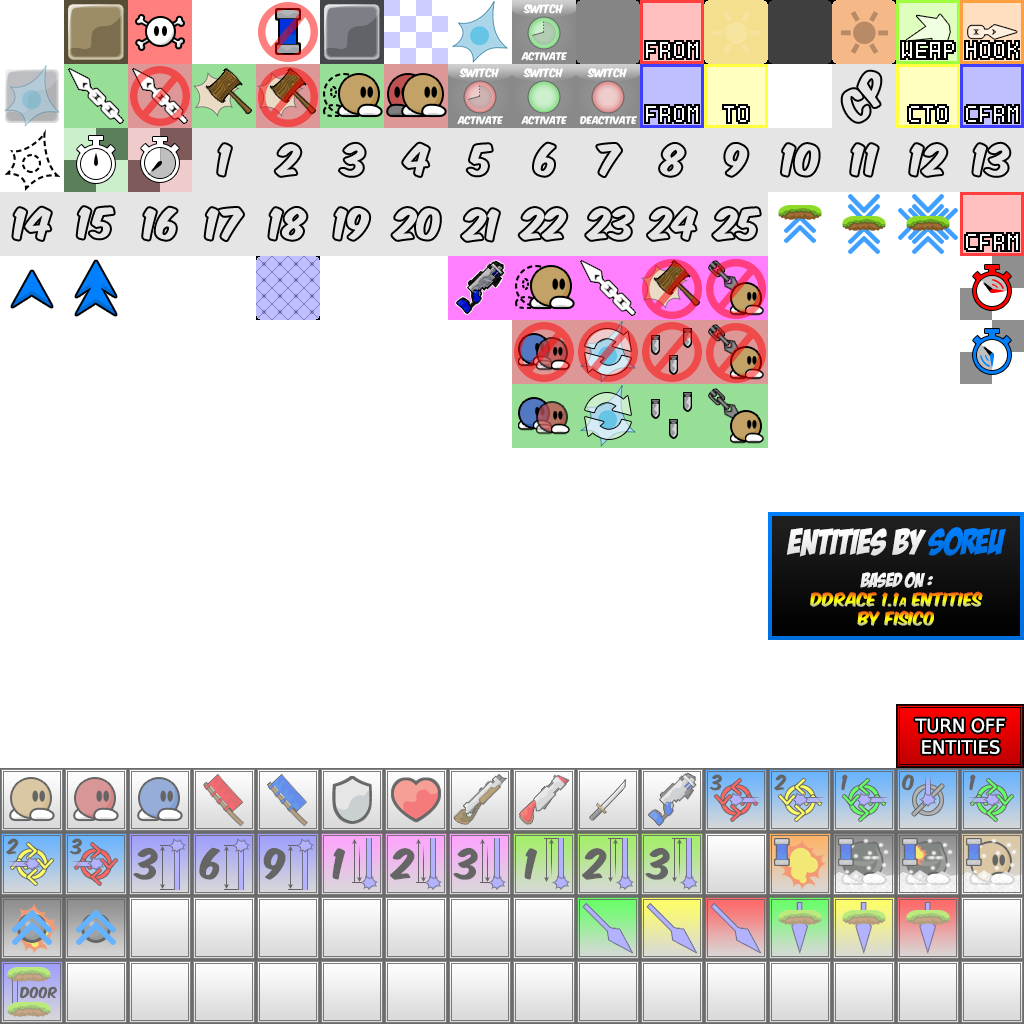 SWITCH
ACTIVATE
FROM
WEAP
HOOK
SWITCH
ACTIVATE
SWITCH
ACTIVATE
SWITCH
DEACTIVATE
FROM
TO
CP
CTO
CFRM
1 2 3 4 5 6 7 8 9 10 11 12 13
14 15 16 17 18 19 20 21 22 23 24 25
CFRM
ENTITIES BY SOREU
BASED ON :
DDRACE 1.1A ENTITIES
BY FISICO
TURN OFF
ENTITIES
3 2 1 0 1
2 3 3 6 9 1 2 3 1 2 3
DOOR